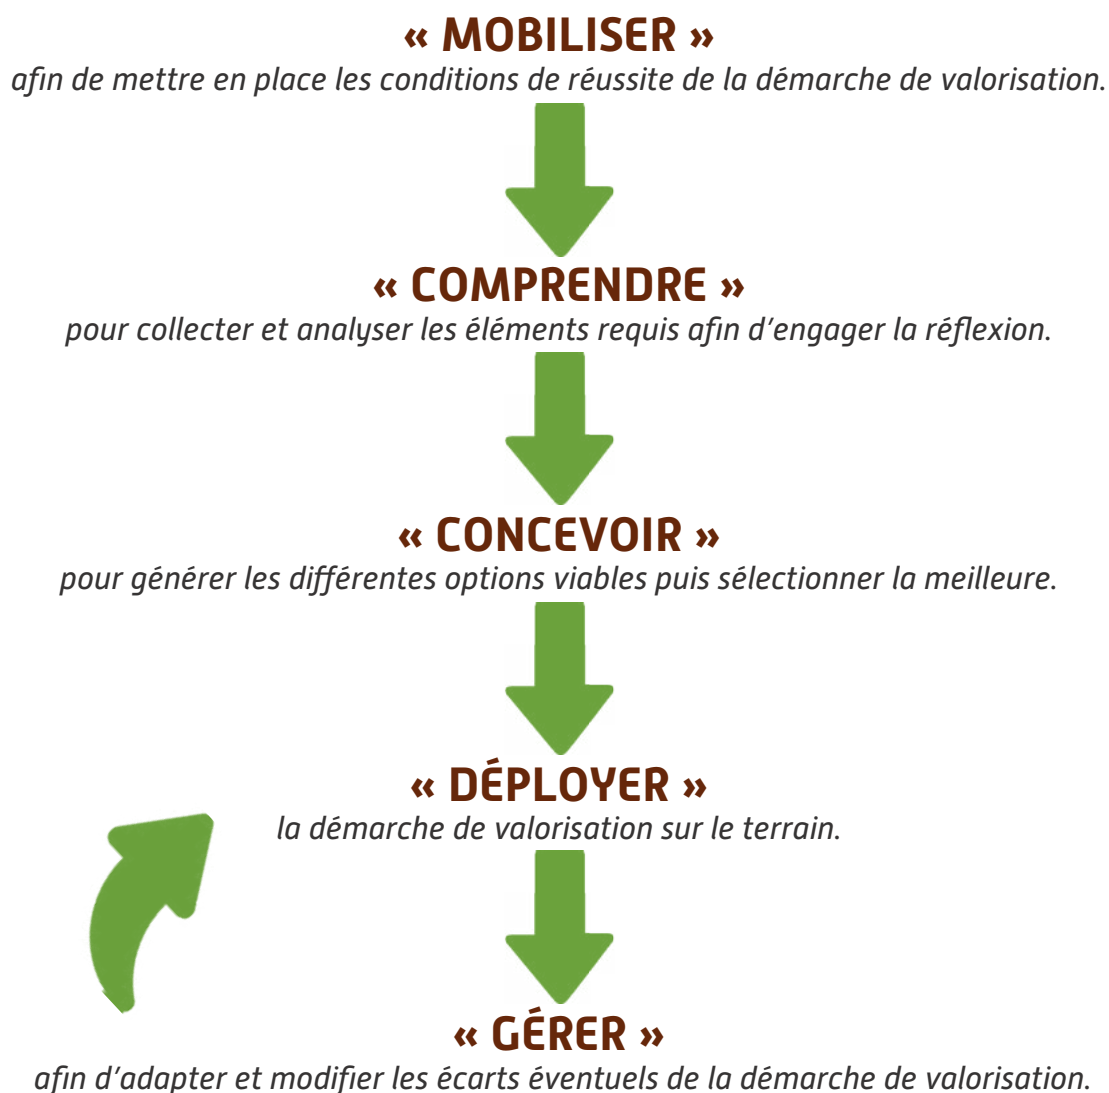 « MOBILISER »
afin de mettre en place les conditions de réussite de la démarche de valorisation.
« COMPRENDRE »
pour collecter et analyser les éléments requis afin d’engager la réflexion.
« CONCEVOIR »
pour générer les différentes options viables puis sélectionner la meilleure.
« DÉPLOYER »
la démarche de valorisation sur le terrain.
« GÉRER »
afin d’adapter et modifier les écarts éventuels de la démarche de valorisation.